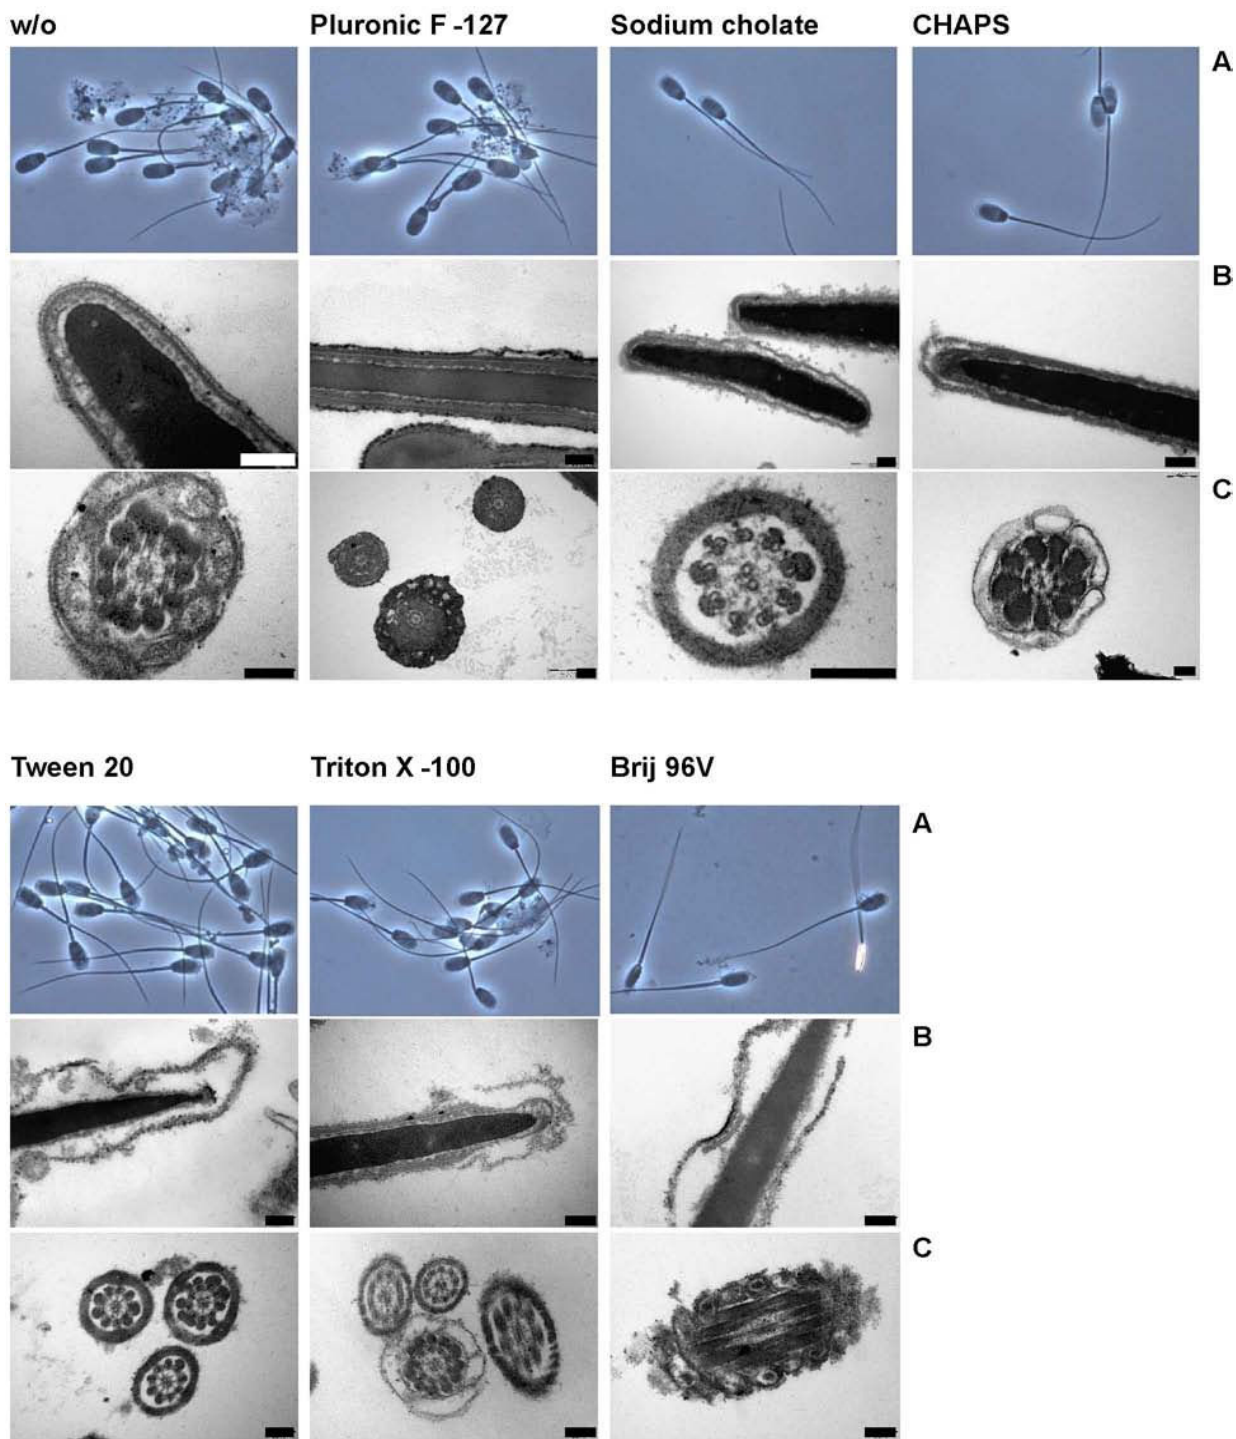 w/o Pluronic F -127 Sodium cholate CHAPS
A
B
C
Tween 20 Triton X -100 Brij 96V
A
B
C